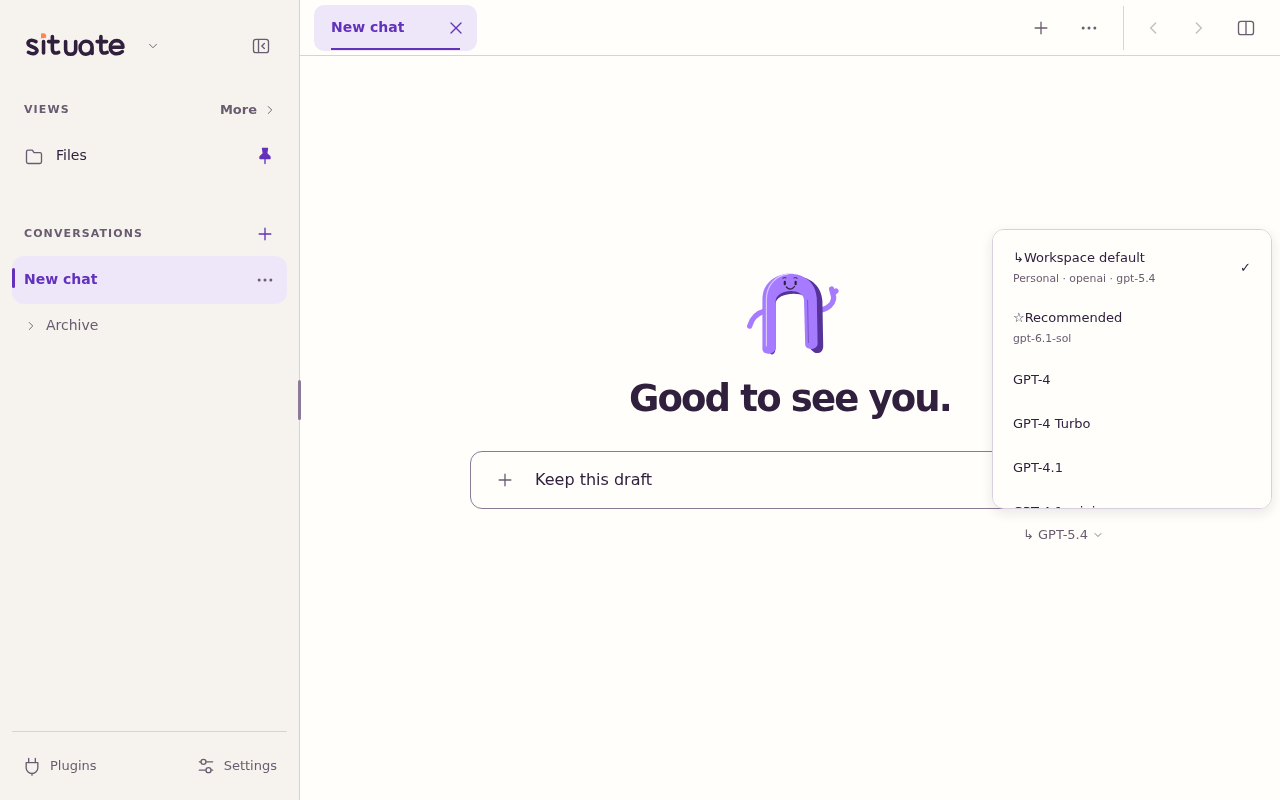 situate
VIEWS
More
Files
CONVERSATIONS
New chat
Archive
Plugins
Settings
New chat
Good to see you.
Keep this draft
↳Workspace default
Personal · openai · gpt-5.4
✓
☆Recommended
gpt-6.1-sol
GPT-4
GPT-4 Turbo
GPT-4.1
↳ GPT-5.4